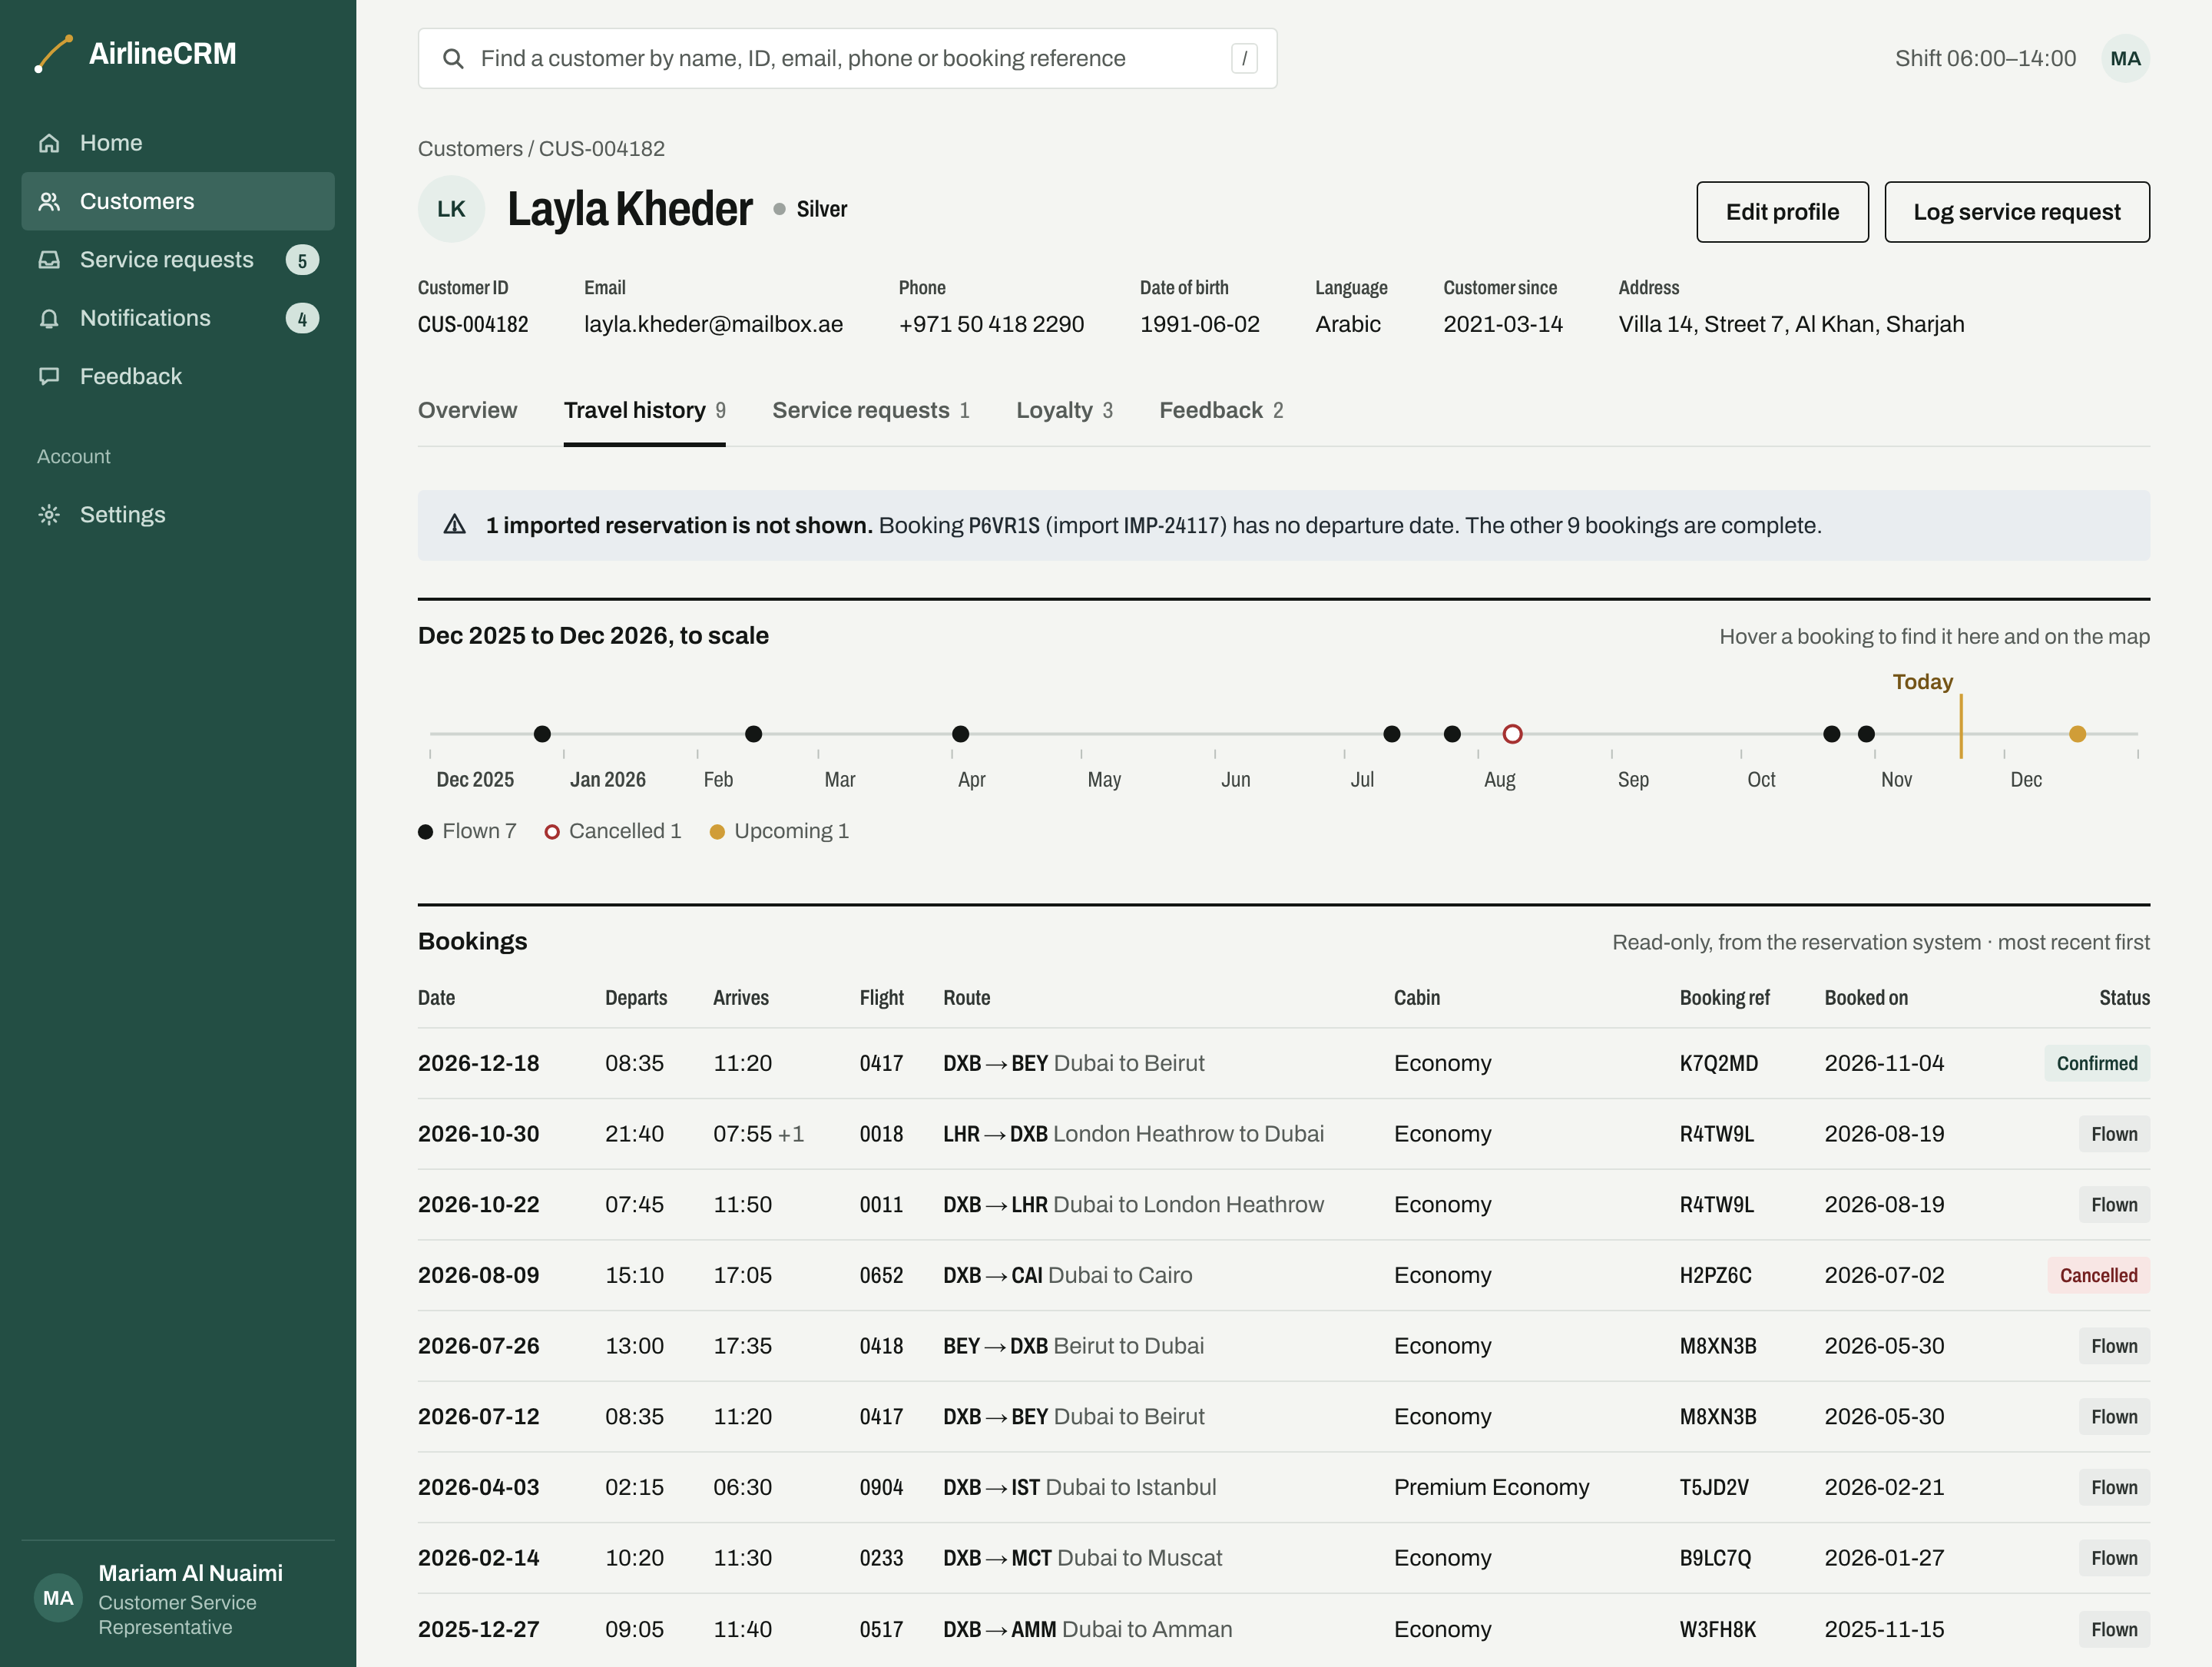 AirlineCRM
Home
Customers
Service requests 5
Notifications 4
Feedback
Account
Settings
MA
Mariam Al Nuaimi
Customer Service
Representative
Find a customer by name, ID, email, phone or booking reference /
Shift 06:00–14:00 MA
Customers / CUS-004182
LK Layla Kheder Silver
Edit profile Log service request
Customer ID Email Phone Date of birth Language Customer since Address
CUS-004182 layla.kheder@mailbox.ae +971 50 418 2290 1991-06-02 Arabic 2021-03-14 Villa 14, Street 7, Al Khan, Sharjah
Overview Travel history 9 Service requests 1 Loyalty 3 Feedback 2
1 imported reservation is not shown. Booking P6VR1S (import IMP-24117) has no departure date. The other 9 bookings are complete.
Dec 2025 to Dec 2026, to scale Hover a booking to find it here and on the map
Today
Dec 2025 Jan 2026 Feb Mar Apr May Jun Jul Aug Sep Oct Nov Dec
Flown 7 Cancelled 1 Upcoming 1
Bookings Read-only, from the reservation system · most recent first
Date Departs Arrives Flight Route Cabin Booking ref Booked on Status
2026-12-18 08:35 11:20 0417 DXB → BEY Dubai to Beirut Economy K7Q2MD 2026-11-04 Confirmed
2026-10-30 21:40 07:55 +1 0018 LHR → DXB London Heathrow to Dubai Economy R4TW9L 2026-08-19 Flown
2026-10-22 07:45 11:50 0011 DXB → LHR Dubai to London Heathrow Economy R4TW9L 2026-08-19 Flown
2026-08-09 15:10 17:05 0652 DXB → CAI Dubai to Cairo Economy H2PZ6C 2026-07-02 Cancelled
2026-07-26 13:00 17:35 0418 BEY → DXB Beirut to Dubai Economy M8XN3B 2026-05-30 Flown
2026-07-12 08:35 11:20 0417 DXB → BEY Dubai to Beirut Economy M8XN3B 2026-05-30 Flown
2026-04-03 02:15 06:30 0904 DXB → IST Dubai to Istanbul Premium Economy T5JD2V 2026-02-21 Flown
2026-02-14 10:20 11:30 0233 DXB → MCT Dubai to Muscat Economy B9LC7Q 2026-01-27 Flown
2025-12-27 09:05 11:40 0517 DXB → AMM Dubai to Amman Economy W3FH8K 2025-11-15 Flown